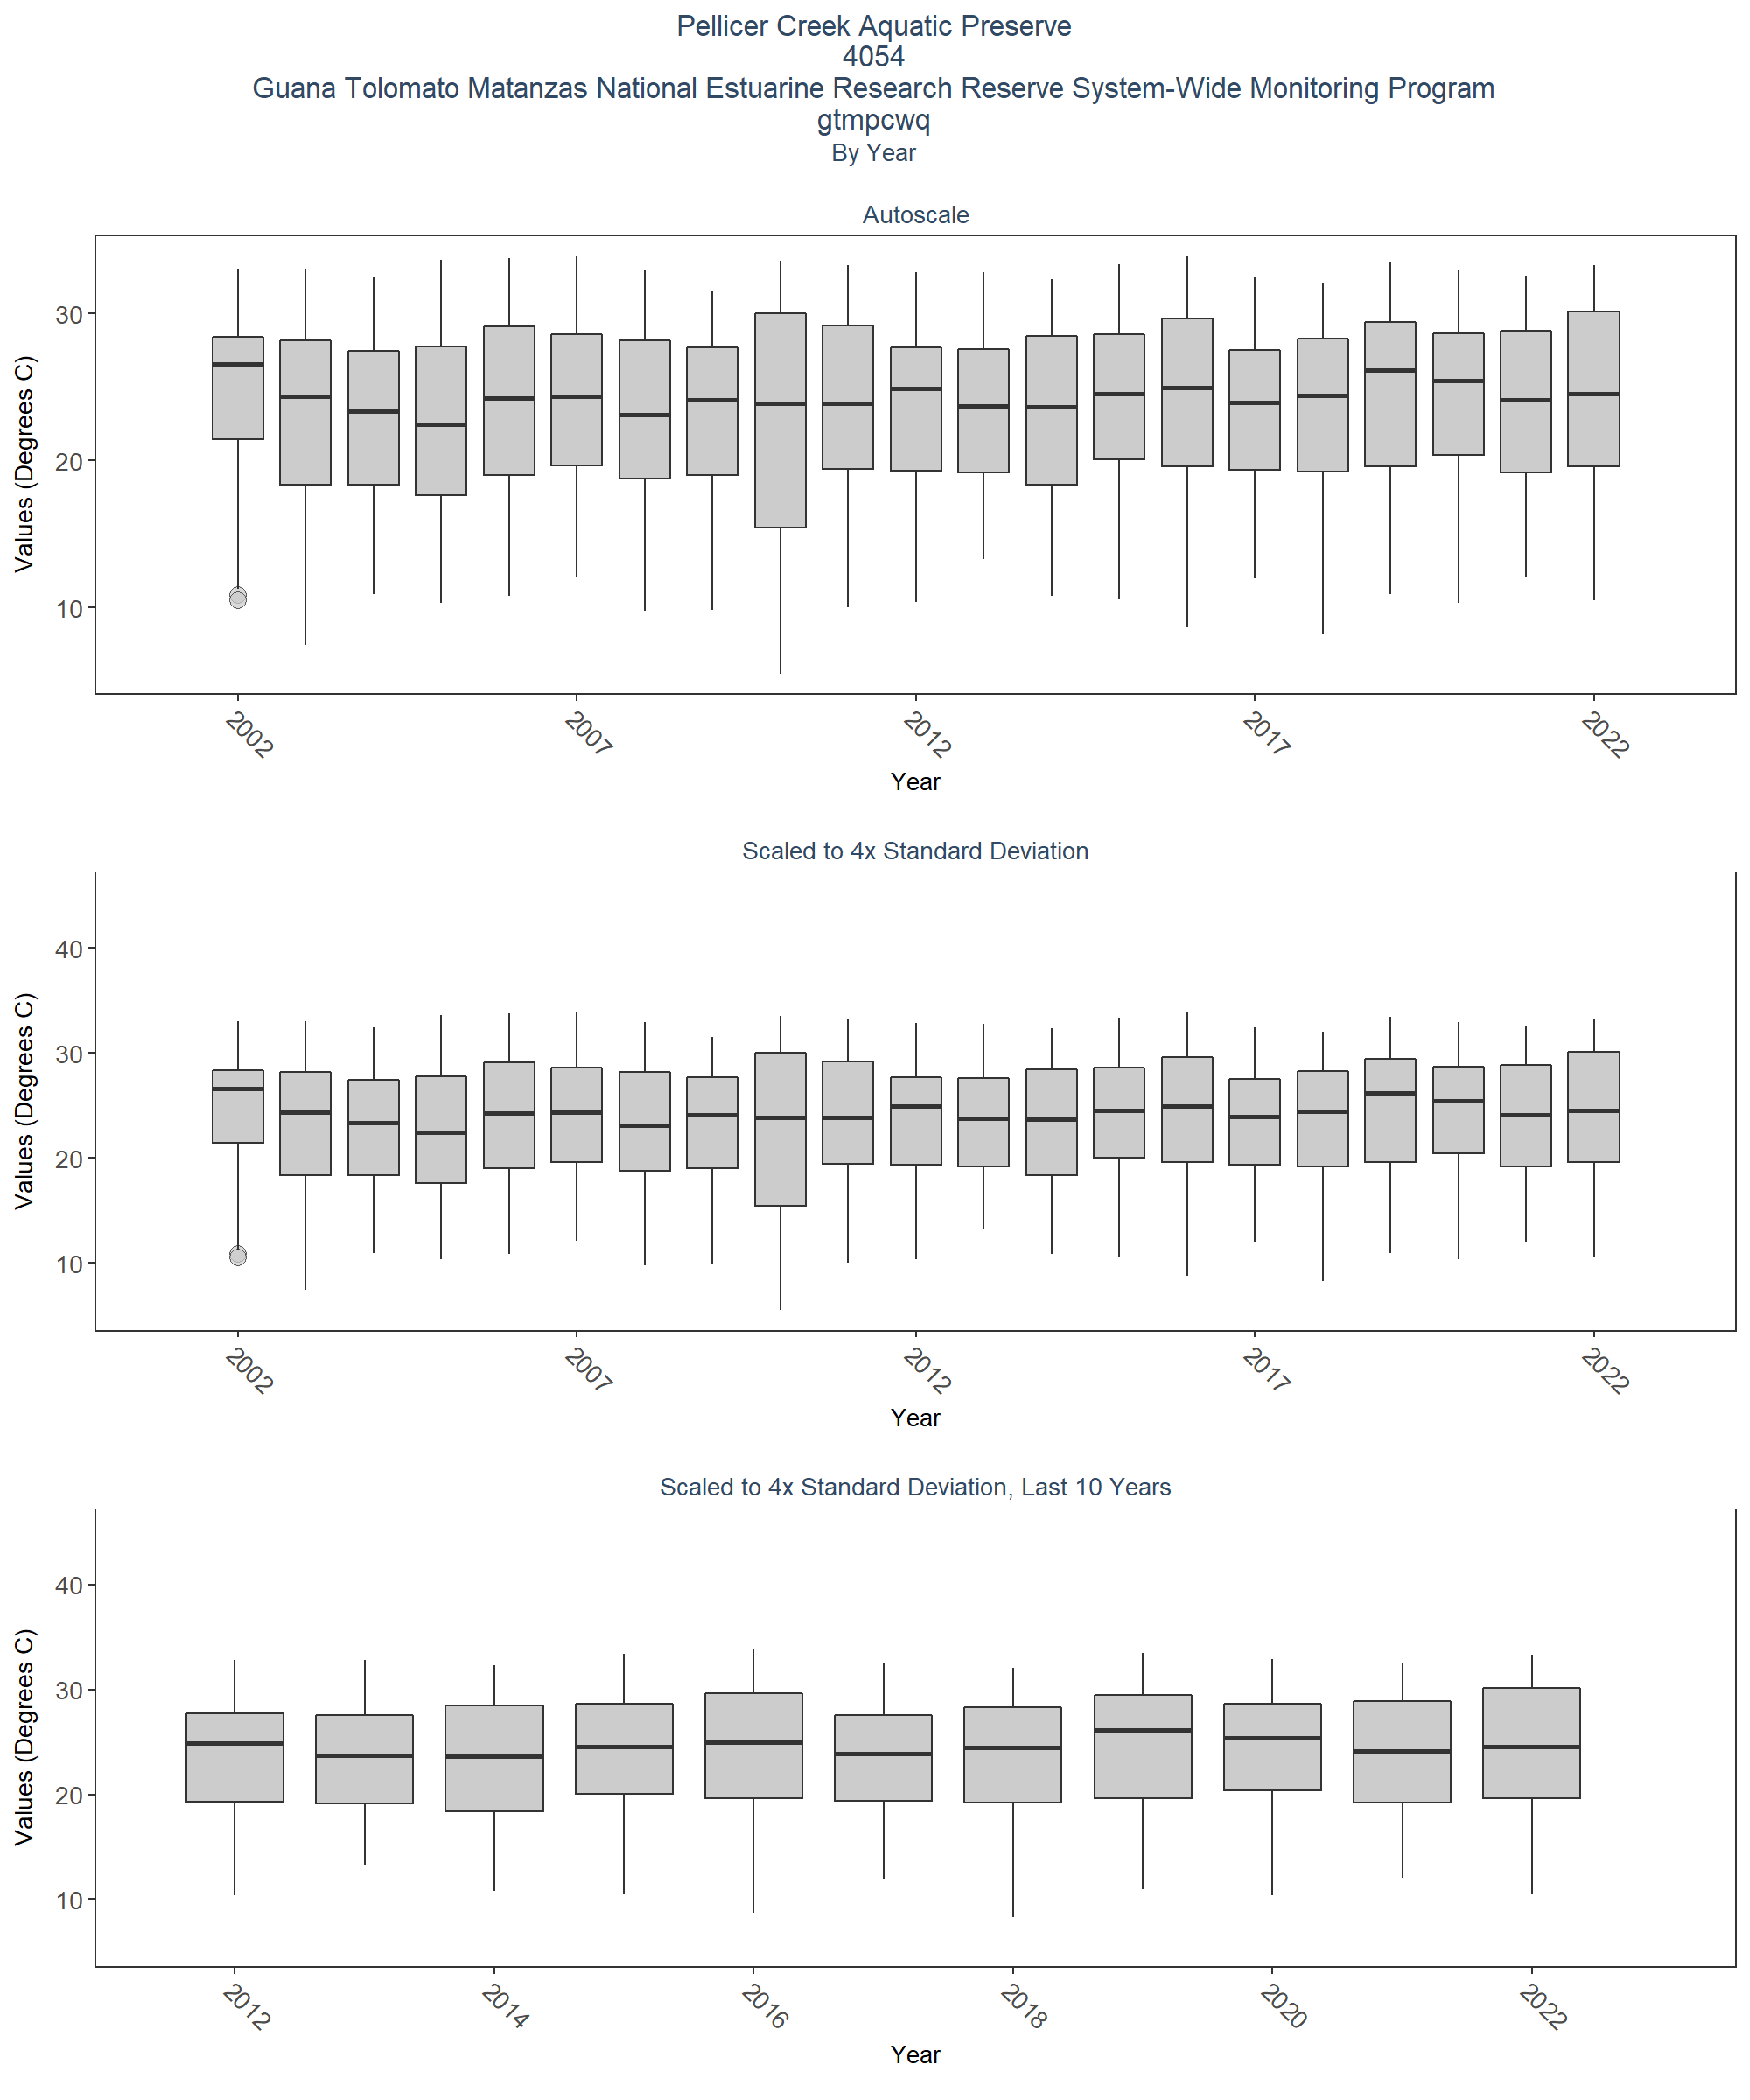 Pellicer Creek Aquatic Preserve
4054
Guana Tolomato Matanzas National Estuarine Research Reserve System-Wide Monitoring Program
gtmpcwq
By Year
Autoscale
Values (Degrees C)
30
20
10
2002
2007
2012
2017
2022
Year
Scaled to 4x Standard Deviation
Values (Degrees C)
40
30
20
10
2002
2007
2012
2017
2022
Year
Scaled to 4x Standard Deviation, Last 10 Years
Values (Degrees C)
40
30
20
10
2012
2014
2016
2018
2020
2022
Year